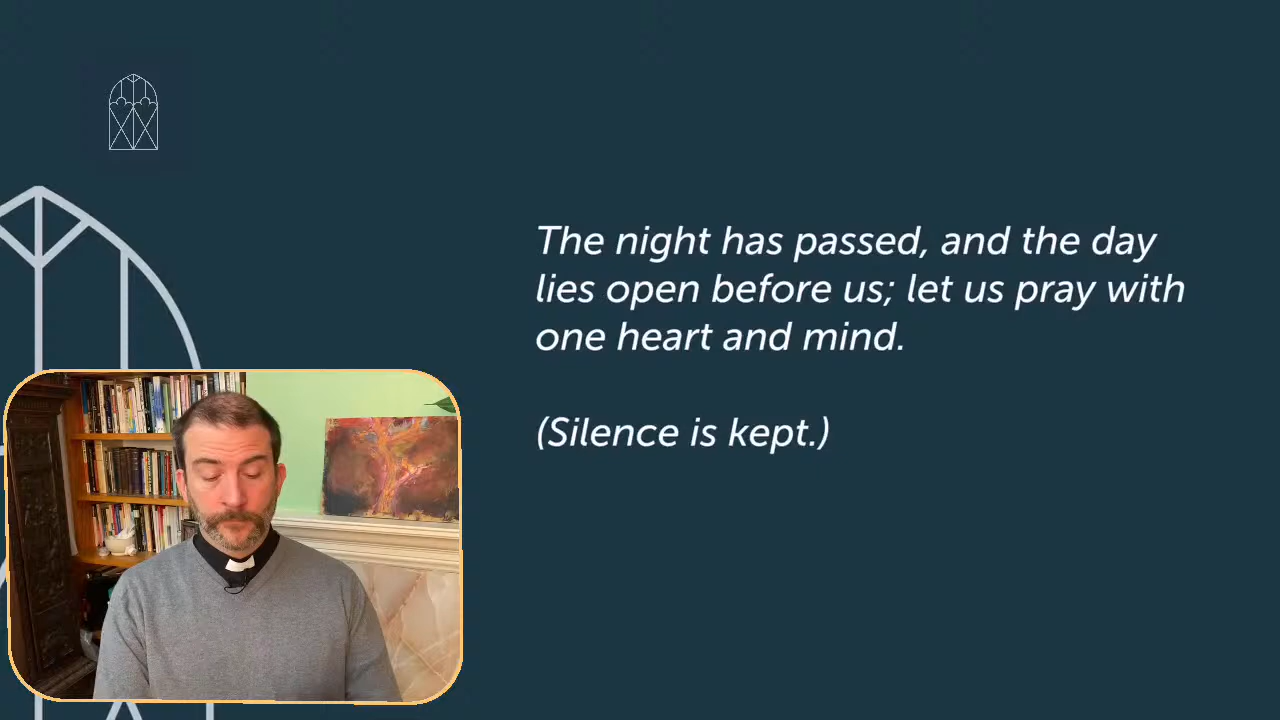 The night has passed, and the day
lies open before us; let us pray with
one heart and mind.
(Silence is kept.)